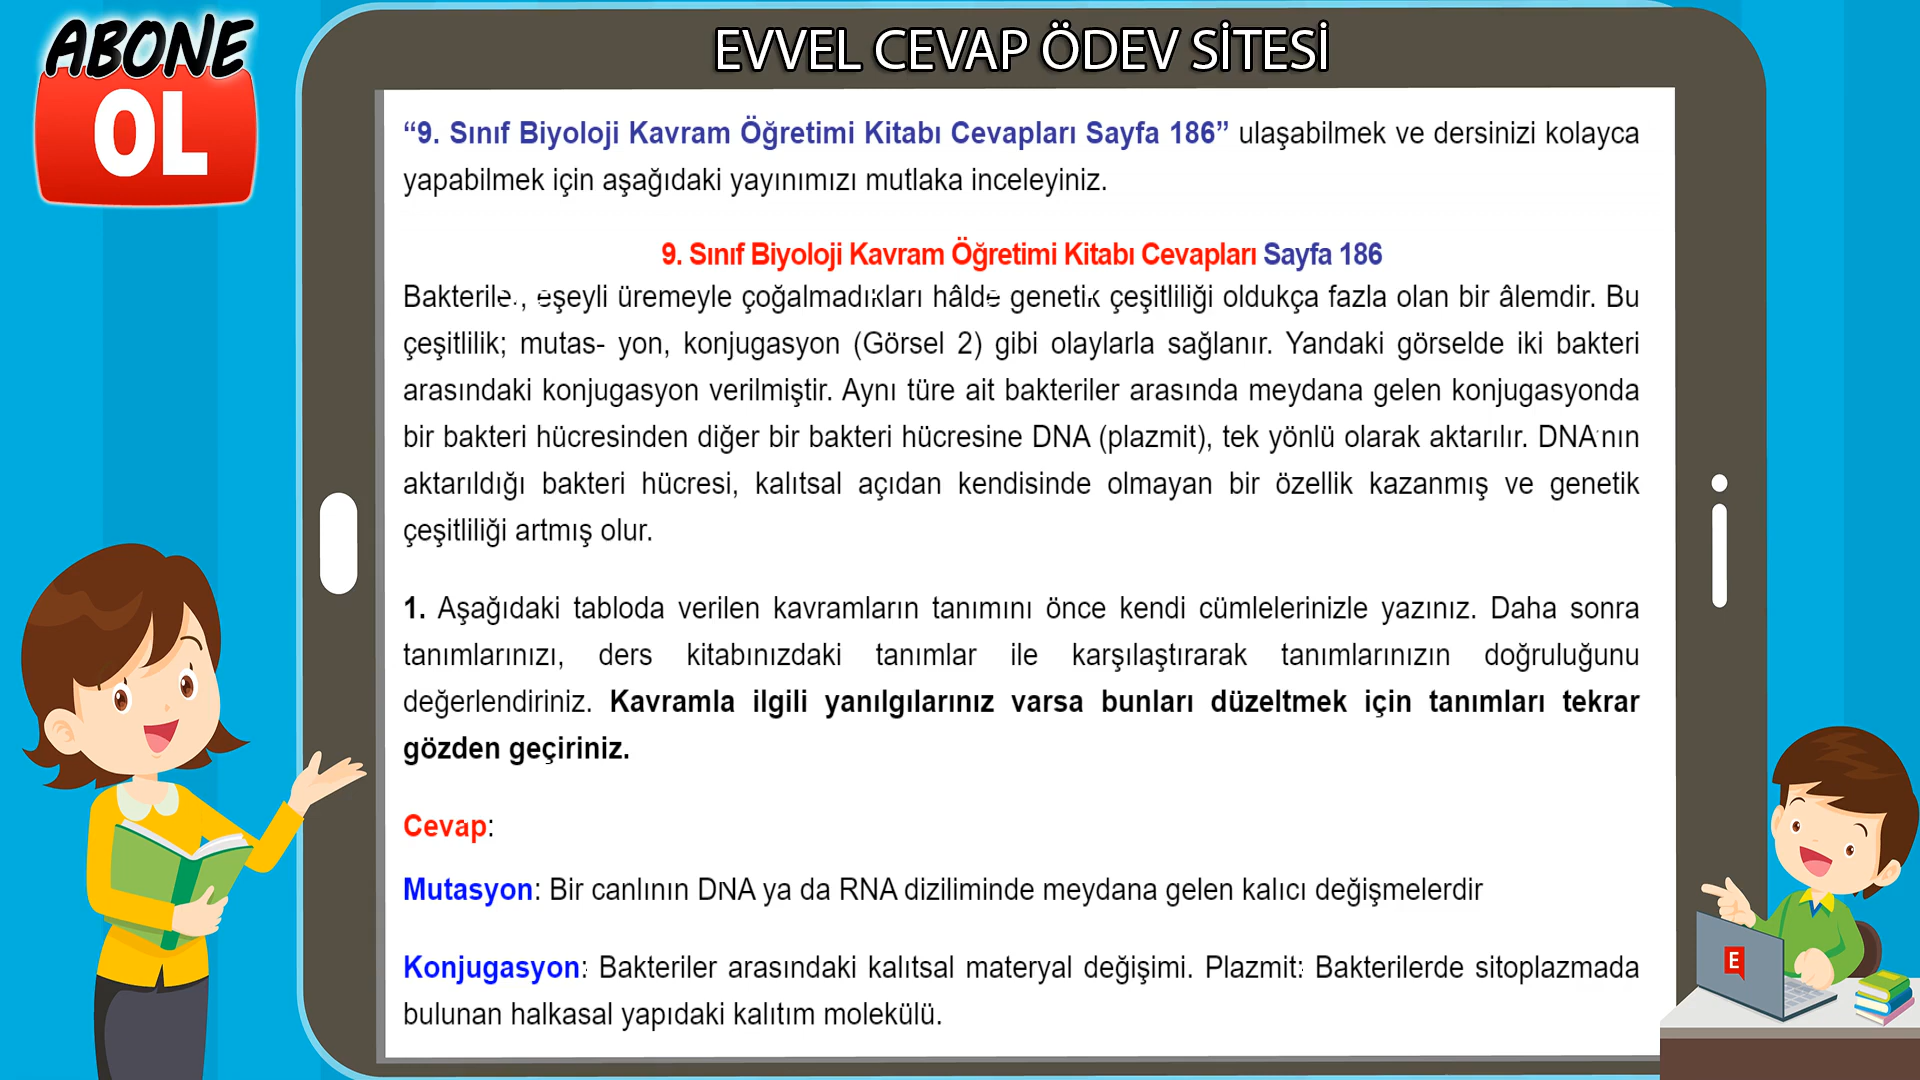 ABONE
OL
EVVEL CEVAP ÖDEV SİTESİ
“9. Sınıf Biyoloji Kavram Öğretimi Kitabı Cevapları Sayfa 186” ulaşabilmek ve dersinizi kolayca
yapabilmek için aşağıdaki yayınımızı mutlaka inceleyiniz.
9. Sınıf Biyoloji Kavram Öğretimi Kitabı Cevapları Sayfa 186
Bakteriler, eşeyli üremeyle çoğalmadıkları hâlde genetik çeşitliliği oldukça fazla olan bir âlemdir. Bu
çeşitlilik; mutas- yon, konjugasyon (Görsel 2) gibi olaylarla sağlanır. Yandaki görselde iki bakteri
arasındaki konjugasyon verilmiştir. Aynı türe ait bakteriler arasında meydana gelen konjugasyonda
bir bakteri hücresinden diğer bir bakteri hücresine DNA (plazmit), tek yönlü olarak aktarılır. DNA'nın
aktarıldığı bakteri hücresi, kalıtsal açıdan kendisinde olmayan bir özellik kazanmış ve genetik
çeşitliliği artmış olur.
1. Aşağıdaki tabloda verilen kavramların tanımını önce kendi cümlelerinizle yazınız. Daha sonra
tanımlarınızı, ders kitabınızdaki tanımlar ile karşılaştırarak tanımlarınızın doğruluğunu
değerlendiriniz. Kavramla ilgili yanılgılarınız varsa bunları düzeltmek için tanımları tekrar
gözden geçiriniz.
Cevap:
Mutasyon: Bir canlının DNA ya da RNA diziliminde meydana gelen kalıcı değişmelerdir
Konjugasyon: Bakteriler arasındaki kalıtsal materyal değişimi. Plazmit: Bakterilerde sitoplazmada
bulunan halkasal yapıdaki kalıtım molekülü.
E